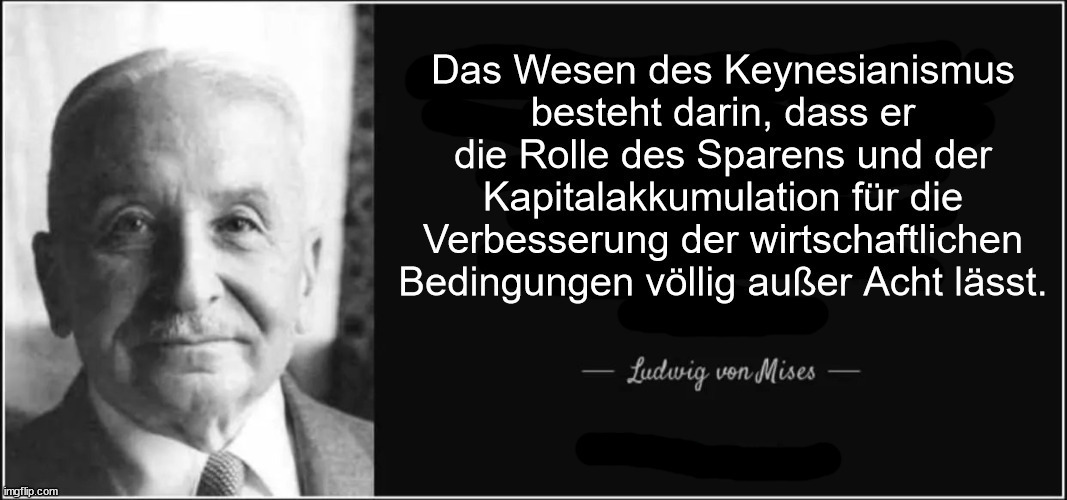 Das Wesen des Keynesianismus
besteht darin, dass er
die Rolle des Sparens und der
Kapitalakkumulation für die
Verbesserung der wirtschaftlichen
Bedingungen völlig außer Acht lässt.
— Ludwig von Mises —
imgflip.com